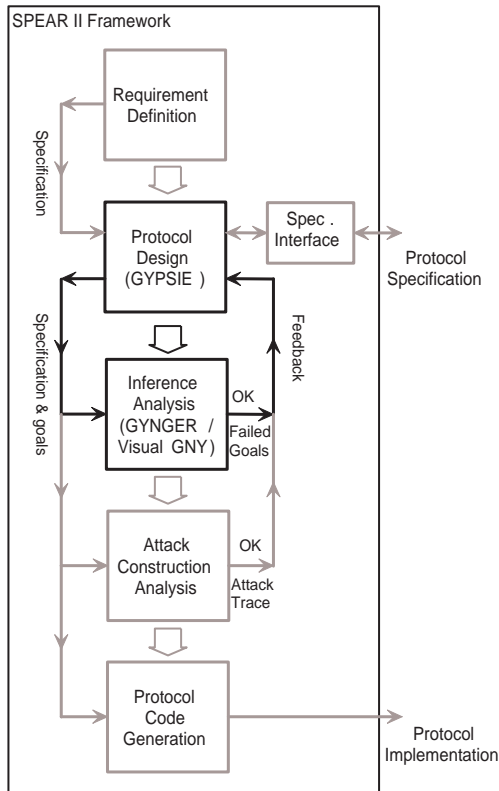 SPEAR II Framework
Requirement
Definition
Specification
Protocol
Design
(GYPSIE )
Spec .
Interface
Protocol
Specification
Specification & goals
Feedback
Inference
Analysis
(GYNGER /
Visual GNY)
OK
Failed
Goals
Attack
Construction
Analysis
OK
Attack
Trace
Protocol
Code
Generation
Protocol
Implementation